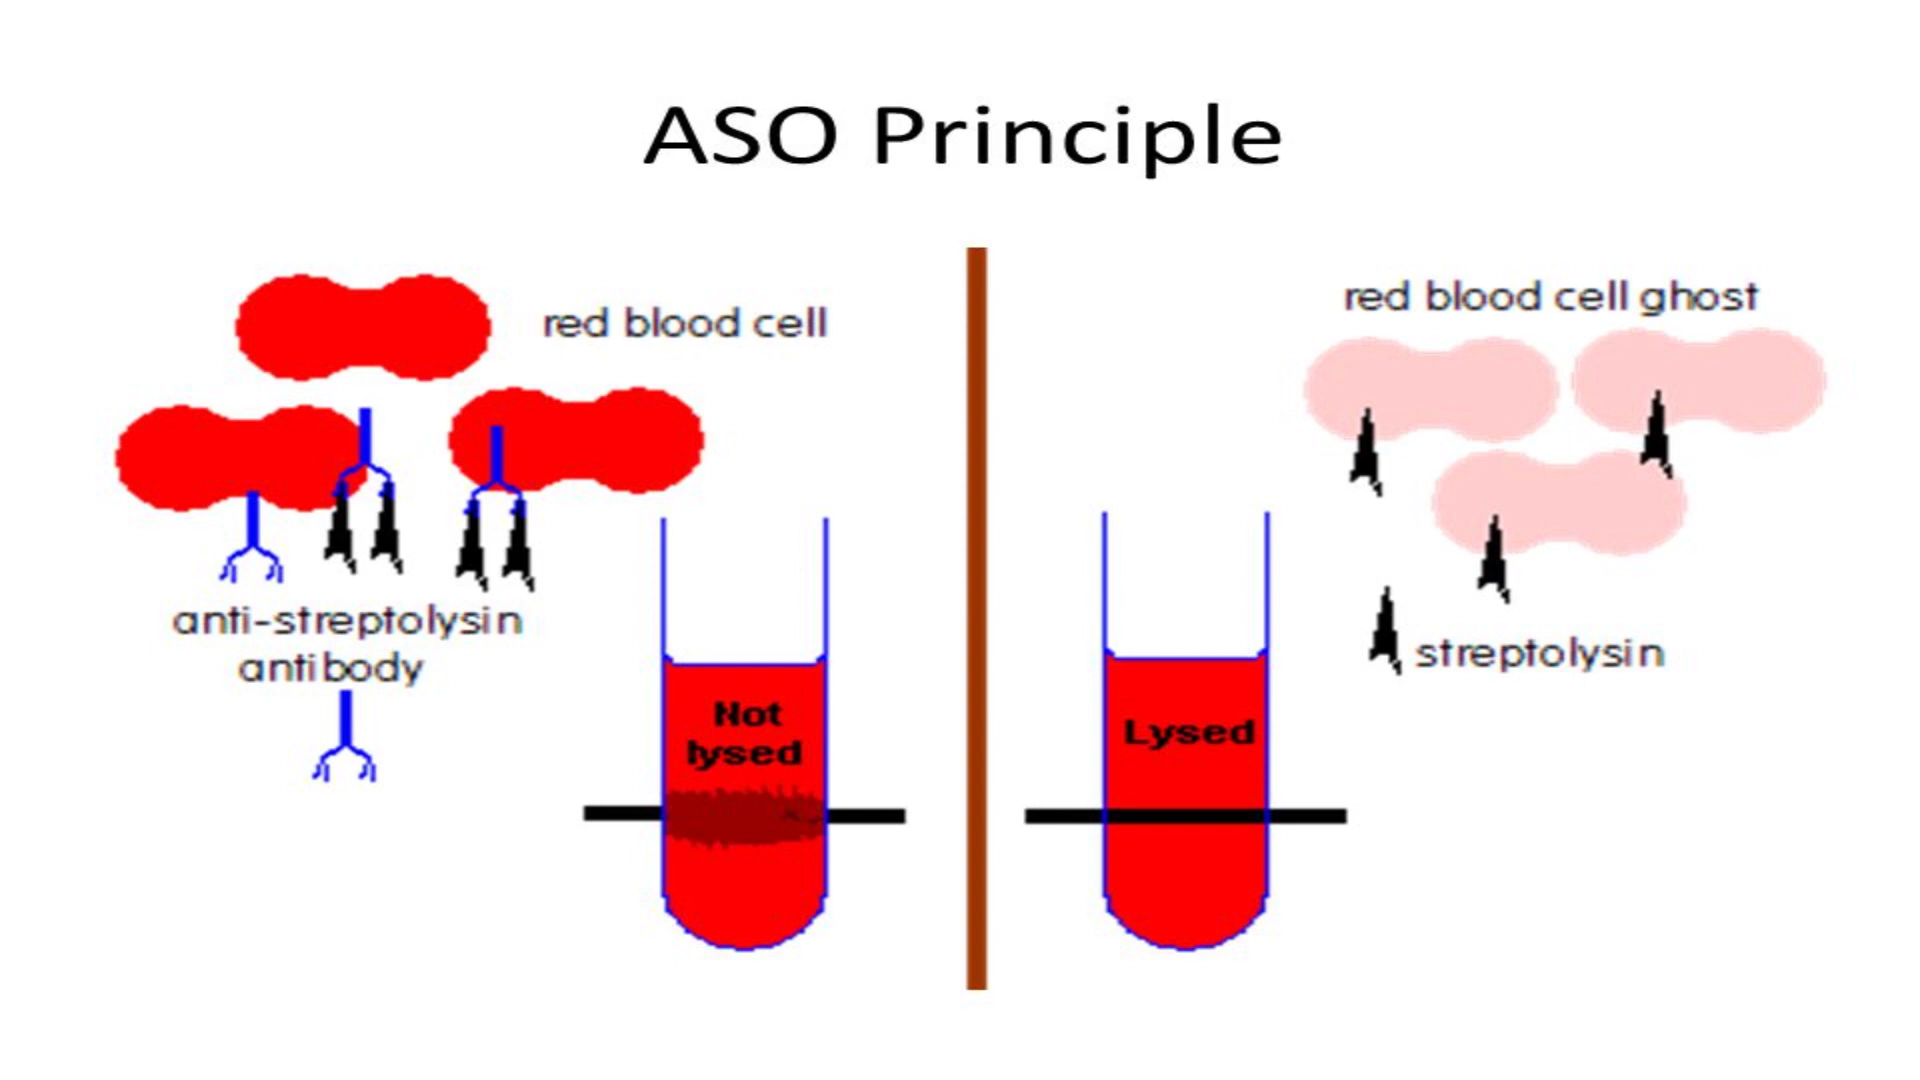 ASO Principle
red blood cell
anti-streptolysin
antibody
Not
lysed
red blood cell ghost
streptolysin
Lysed